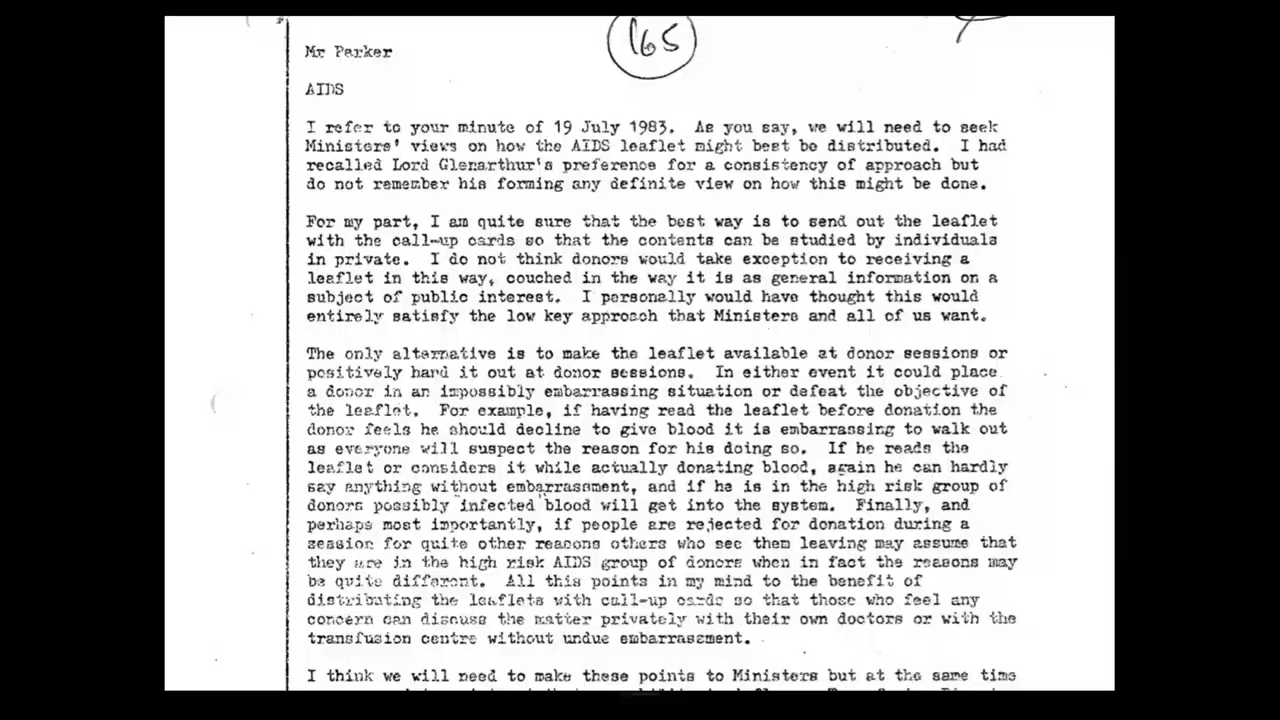 165
Mr Parker
AIDS
I refer to your minute of 19 July 1983. As you say, we will need to seek
Ministers' views on how the AIDS leaflet might best be distributed. I had
recalled Lord Glenarthur's preference for a consistency of approach but
do not remember his forming any definite view on how this might be done.
For my part, I am quite sure that the best way is to send out the leaflet
with the call-up cards so that the contents can be studied by individuals
in private. I do not think donors would take exception to receiving a
leaflet in this way, couched in the way it is as general information on a
subject of public interest. I personally would have thought this would
entirely satisfy the low key approach that Ministers and all of us want.
The only alternative is to make the leaflet available at donor sessions or
positively hand it out at donor sessions. In either event it could place
a donor in an impossibly embarrassing situation or defeat the objective of
the leaflet. For example, if having read the leaflet before donation the
donor feels he should decline to give blood it is embarrassing to walk out
as everyone will suspect the reason for his doing so. If he reads the
leaflet or considers it while actually donating blood, again he can hardly
say anything without embarrassment, and if he is in the high risk group of
donors possibly infected blood will get into the system. Finally, and
perhaps most importantly, if people are rejected for donation during a
session for quite other reasons others who see them leaving may assume that
they are in the high risk AIDS group of donors when in fact the reasons may
be quite different. All this points in my mind to the benefit of
distributing the leaflets with call-up cards so that those who feel any
concern can discuss the matter privately with their own doctors or with the
transfusion centre without undue embarrassment.
I think we will need to make these points to Ministers but at the same time